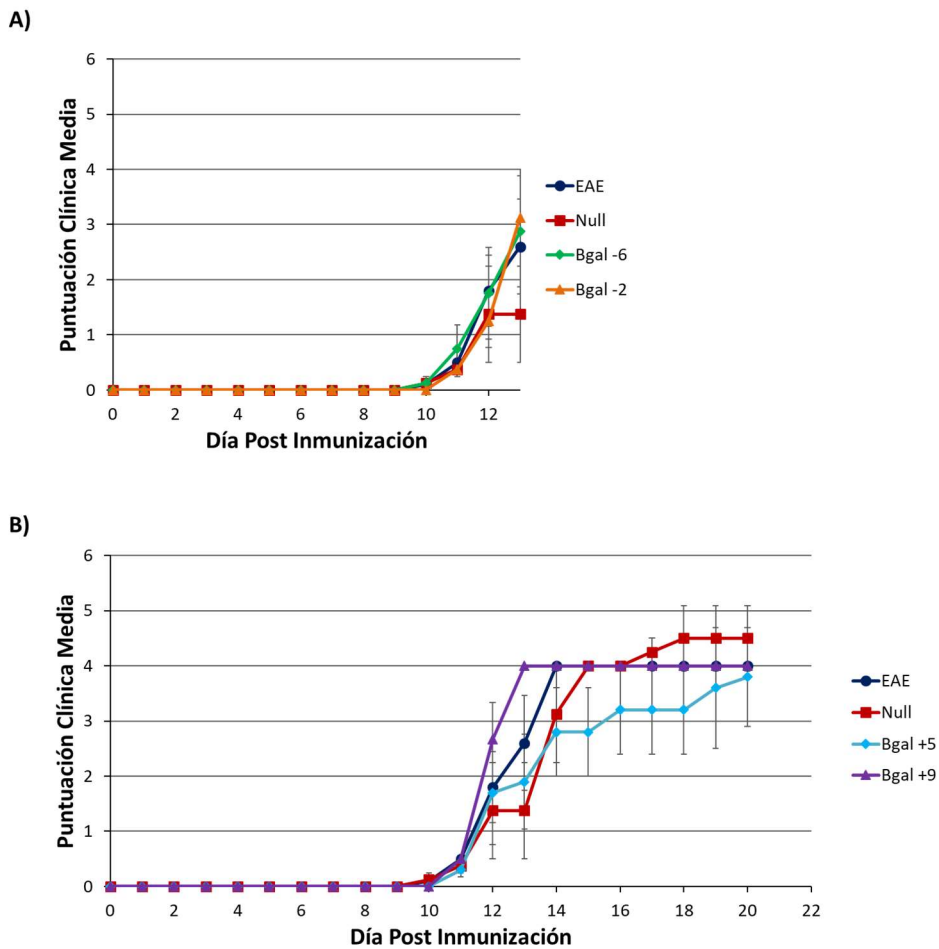 A)
Puntuación Clínica Media
6
5
4
3
2
1
0
0 2 4 6 8 10 12
Día Post Inmunización
EAE
Null
Bgal -6
Bgal -2
B)
Puntuación Clínica Media
6
5
4
3
2
1
0
0 2 4 6 8 10 12 14 16 18 20 22
Día Post Inmunización
EAE
Null
Bgal +5
Bgal +9